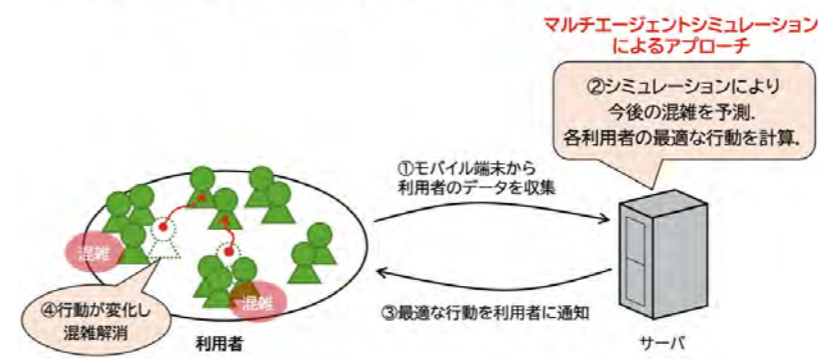 マルチエージェントシミュレーション
によるアプローチ
②シミュレーションにより
今後の混雑を予測.
各利用者の最適な行動を計算.
①モバイル端末から
利用者のデータを収集
混雑
混雑
④行動が変化し
混雑解消
利用者
③最適な行動を利用者に通知
サーバ